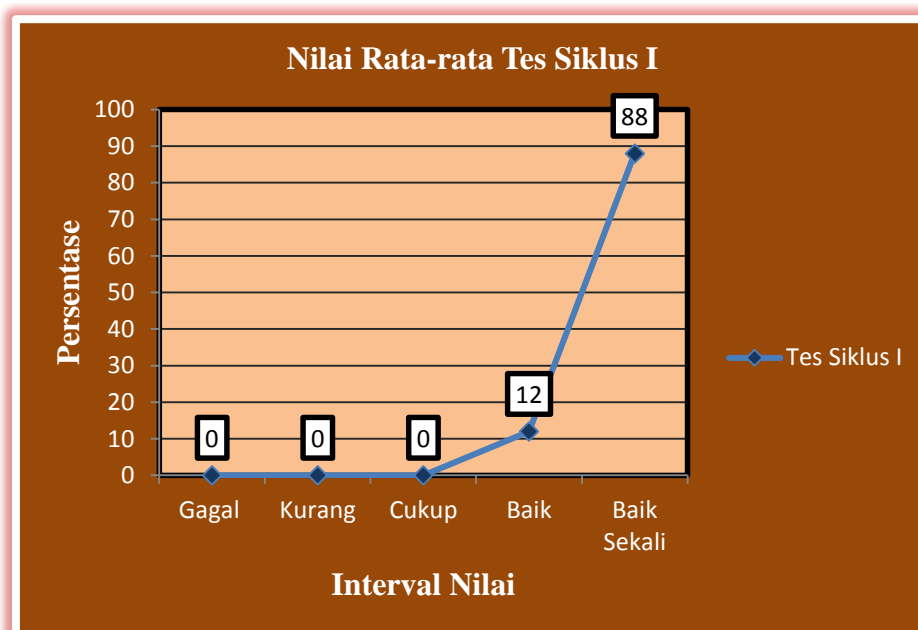 Nilai Rata-rata Tes Siklus I
Persentase
100
90
80
70
60
50
40
30
20
10
0
0
0
0
12
88
Gagal
Kurang
Cukup
Baik
Baik
Sekali
Interval Nilai
Tes Siklus I